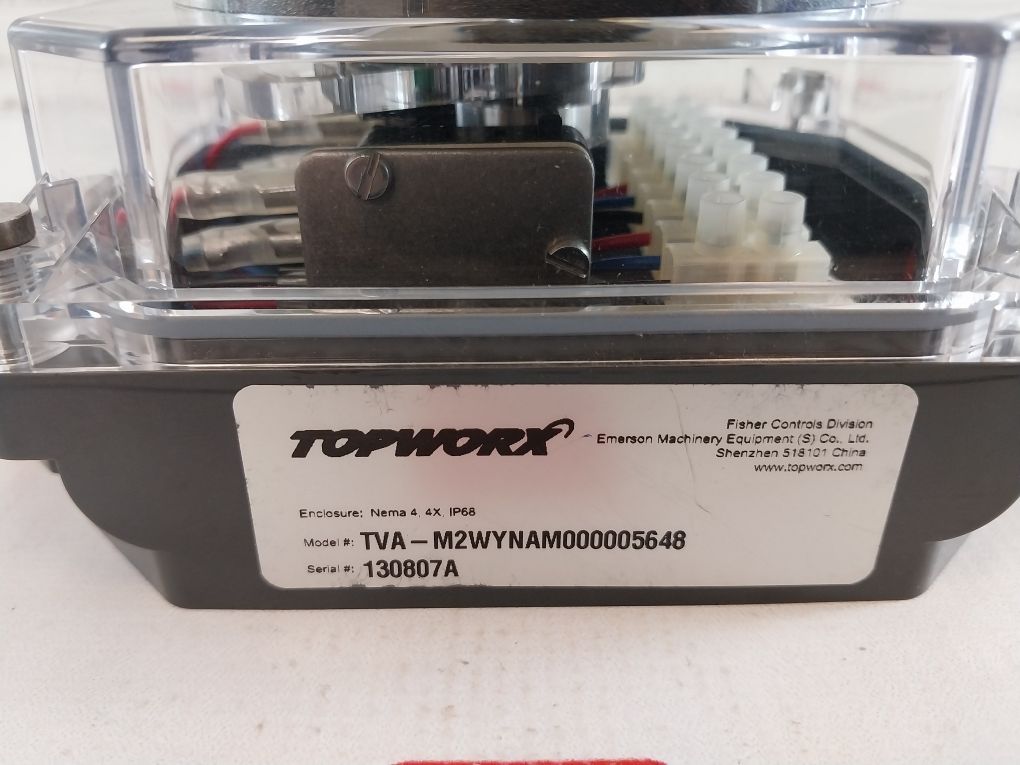 TOPWORX
Fisher Controls Division
Emerson Machinery Equipment (S) Co., Ltd.
Shenzhen 518101 China
www.topworx.com
Enclosure: Nema 4, 4X, IP68
Model #: TVA – M2WYNAM000005648
Serial #: 130807A